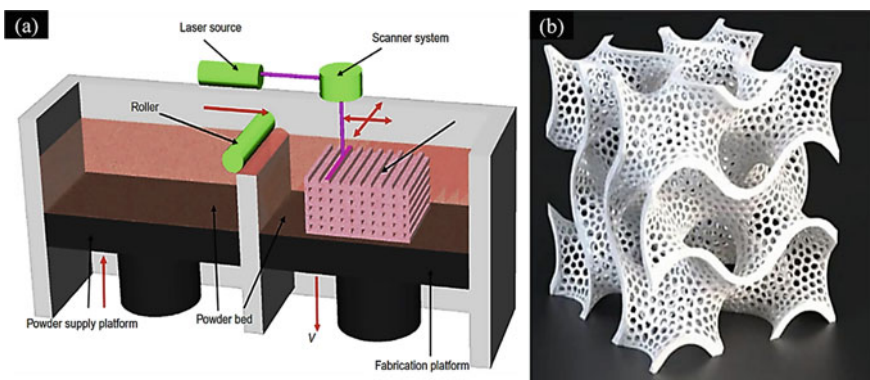 (a)
Laser source
Scanner system
Roller
Powder supply platform
Powder bed
V
Fabrication platform
(b)